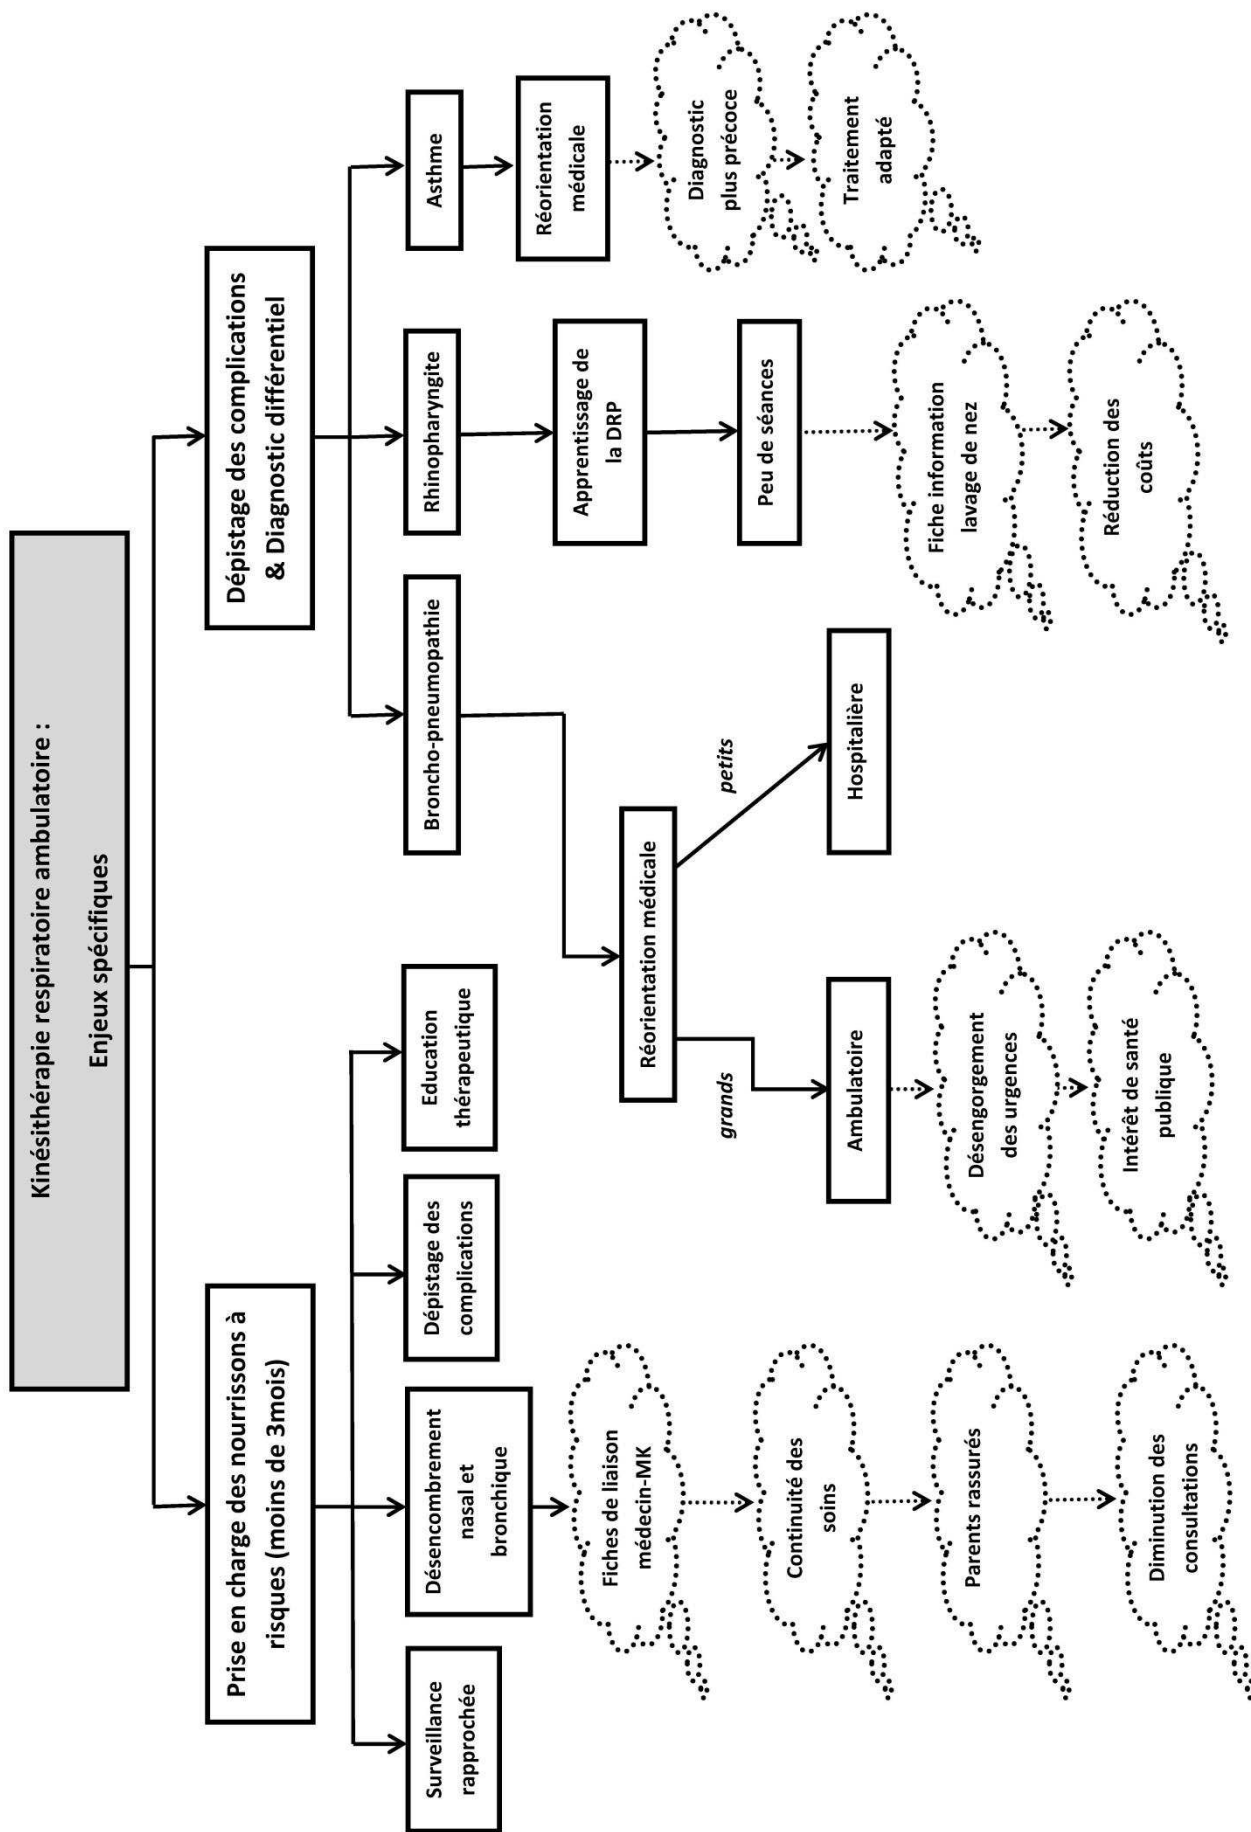 Kinésithérapie respiratoire ambulatoire :
Enjeux spécifiques
Prise en charge des nourrissons à
risques (moins de 3mois)
Dépistage des complications
& Diagnostic différentiel
Surveillance
rapprochée
Désencombrement
nasal et
bronchique
Dépistage des
complications
Education
thérapeutique
Broncho-pneumopathie
Rhinopharyngite
Asthme
Fiches de liaison
médecin-MK
Continuité des
soins
Parents rassurés
Diminution des
consultations
Réorientation médicale
grands
petits
Ambulatoire
Hospitalière
Désengorgement
des urgences
Intérêt de santé
publique
Apprentissage de
la DRP
Peu de séances
Fiche information
lavage de nez
Réduction des
coûts
Réorientation
médicale
Diagnostic
plus précoce
Traitement
adapté